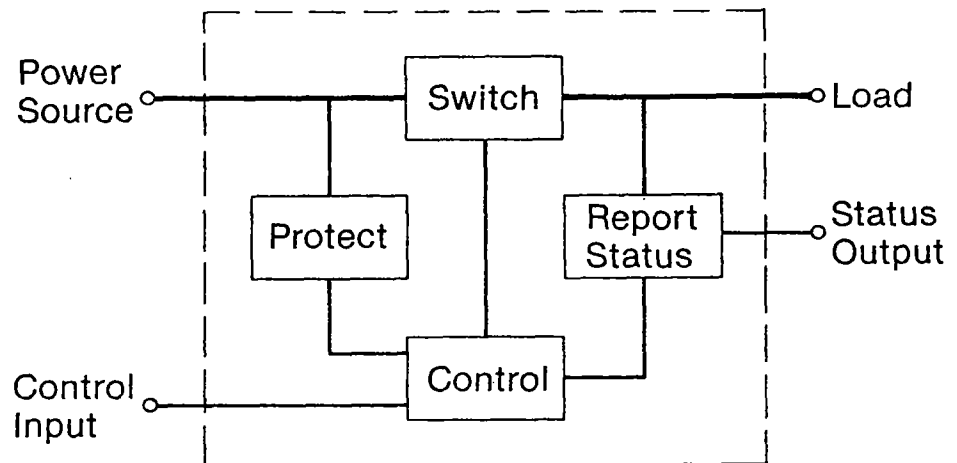 Power
Source
Switch
Load
Protect
Report
Status
Status
Output
Control
Control
Input